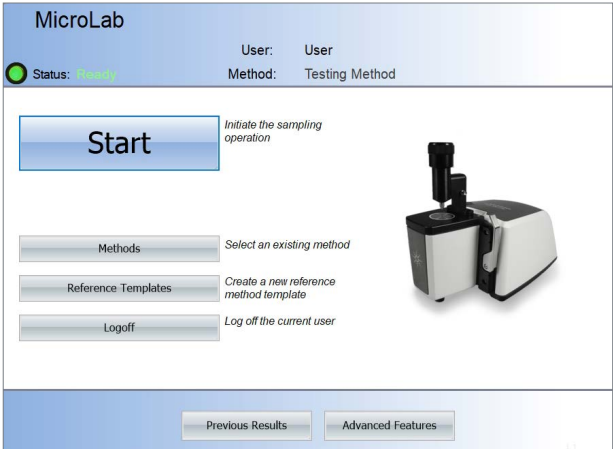 MicroLab
User: User
Status: Ready
Method: Testing Method
Start
Initiate the sampling
operation
Methods
Select an existing method
Reference Templates
Create a new reference
method template
Logoff
Log off the current user
Previous Results
Advanced Features